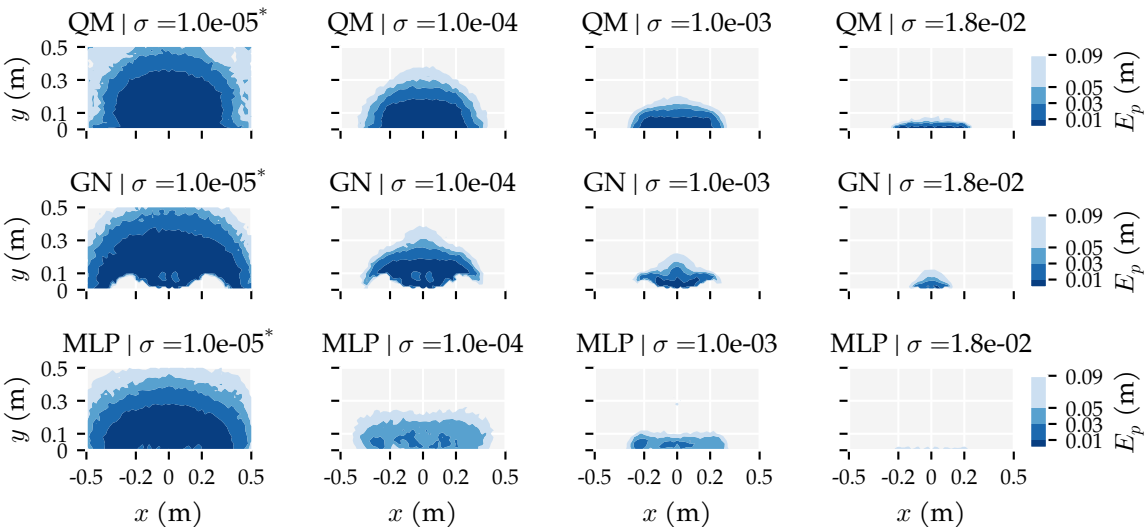 QM | σ =1.0e-05* QM | σ =1.0e-04 QM | σ =1.0e-03 QM | σ =1.8e-02
y (m) 0.5 0.3 0.1 0
0.09 0.05 0.03 0.01 E_p (m)
GN | σ =1.0e-05* GN | σ =1.0e-04 GN | σ =1.0e-03 GN | σ =1.8e-02
y (m) 0.5 0.3 0.1 0
0.09 0.05 0.03 0.01 E_p (m)
MLP | σ =1.0e-05* MLP | σ =1.0e-04 MLP | σ =1.0e-03 MLP | σ =1.8e-02
y (m) 0.5 0.3 0.1 0
0.09 0.05 0.03 0.01 E_p (m)
-0.5 -0.2 0 0.2 0.5 -0.5 -0.2 0 0.2 0.5 -0.5 -0.2 0 0.2 0.5 -0.5 -0.2 0 0.2 0.5
x (m) x (m) x (m) x (m)